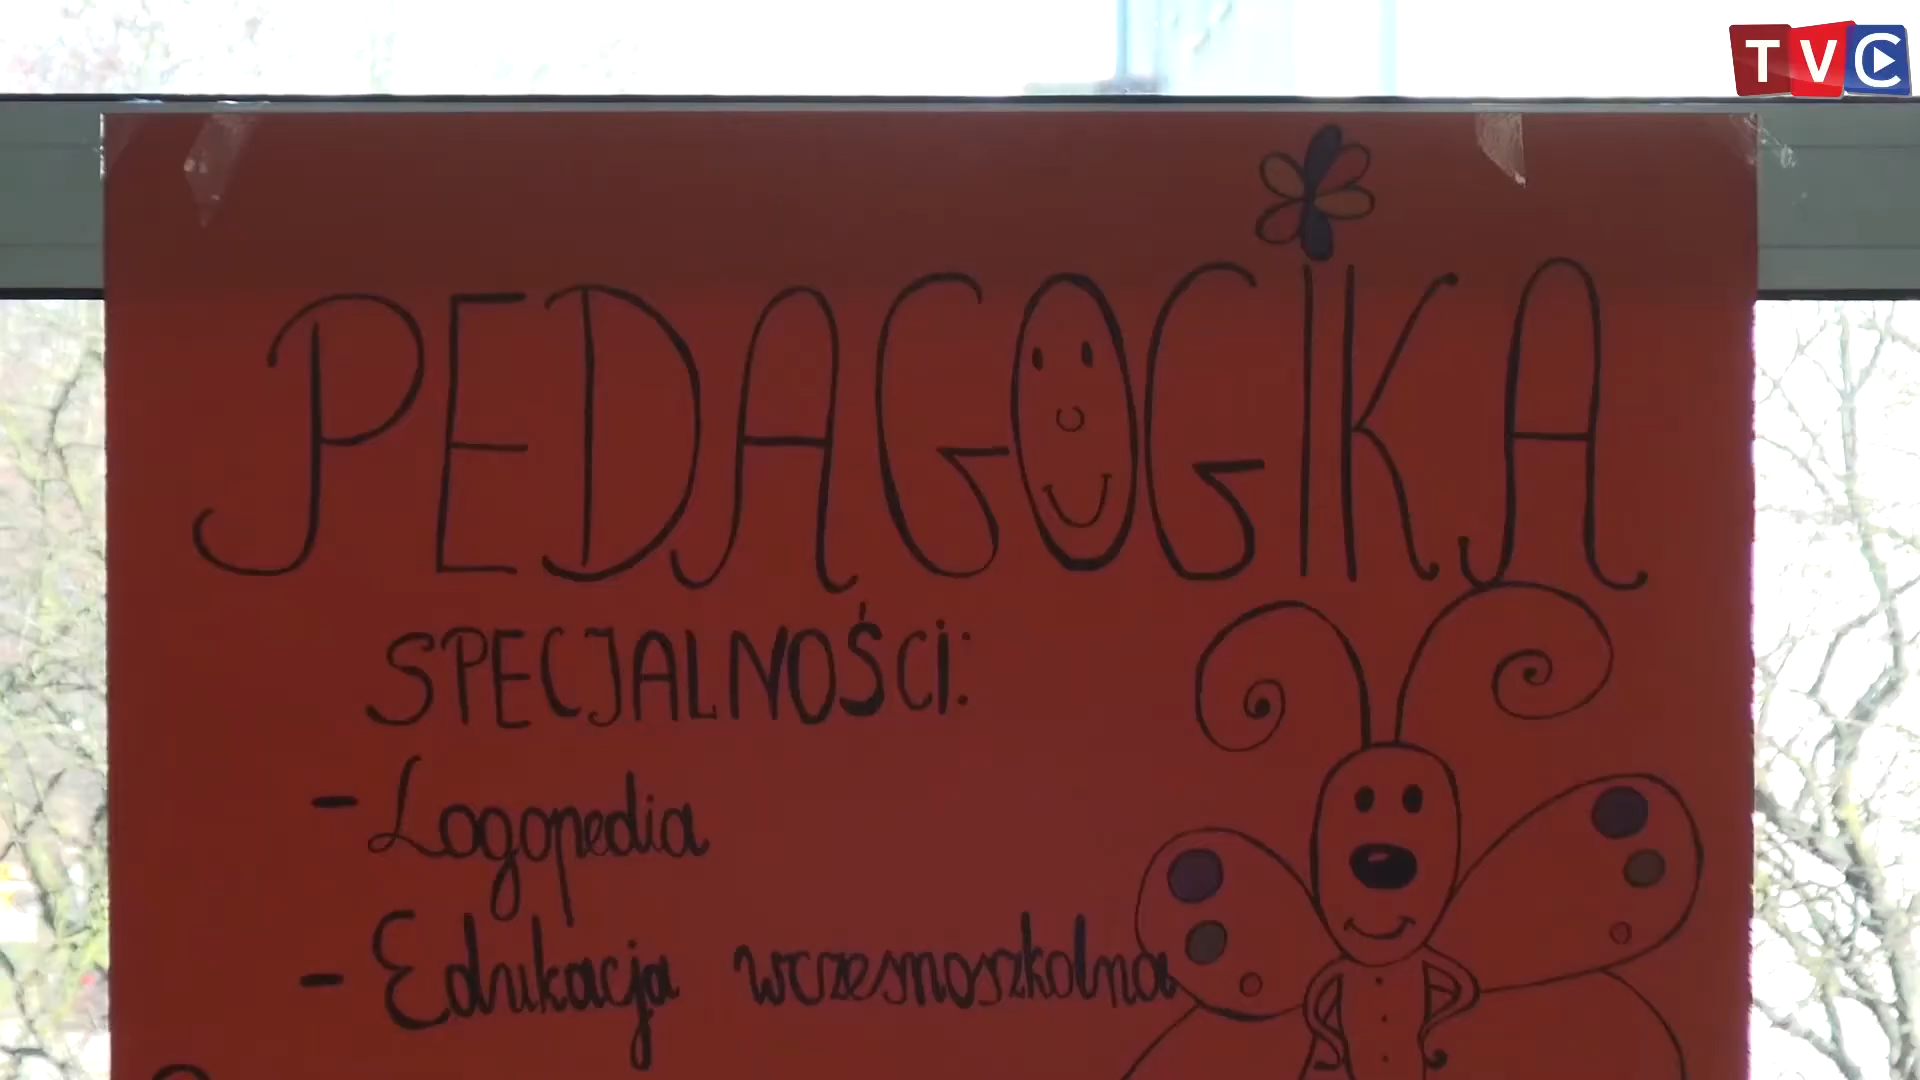 TVC
PEDAGOGIKA
SPECJALNOŚCI:
- Logopedia
- Edukacja wczesnoszkolna